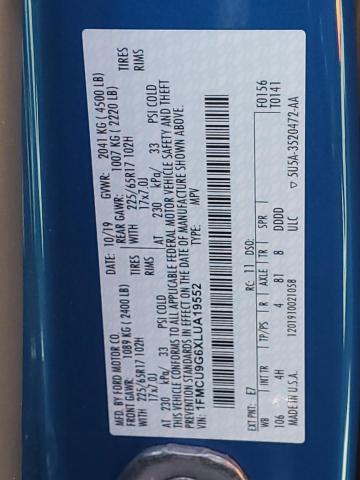 MFD. BY FORD MOTOR CO.
DATE: 10/19 GVWR: 2041 KG ( 4500 LB)
FRONT GAWR: 1089 KG ( 2400 LB) REAR GAWR: 1007 KG ( 2220 LB)
WITH 225/65R17 102H TIRES WITH 225/65R17 102H TIRES
17x7.0J RIMS 17x7.0J RIMS
AT 230 kPa/ 33 PSI COLD AT 230 kPa/ 33 PSI COLD
THIS VEHICLE CONFORMS TO ALL APPLICABLE FEDERAL MOTOR VEHICLE SAFETY AND THEFT
PREVENTION STANDARDS IN EFFECT ON THE DATE OF MANUFACTURE SHOWN ABOVE.
VIN: 1FMCU9G6XLUA19552 TYPE: MPV
F0156
T0141
EXT PNT: E7 RC: 11 DSO:
WB INT TR TP/PS R AXLE TR SPR
106 4H 4 81 8 DDDD
ULC
MADE IN U.S.A. 1201910021058 ▽ 5U5A-3520472-AA